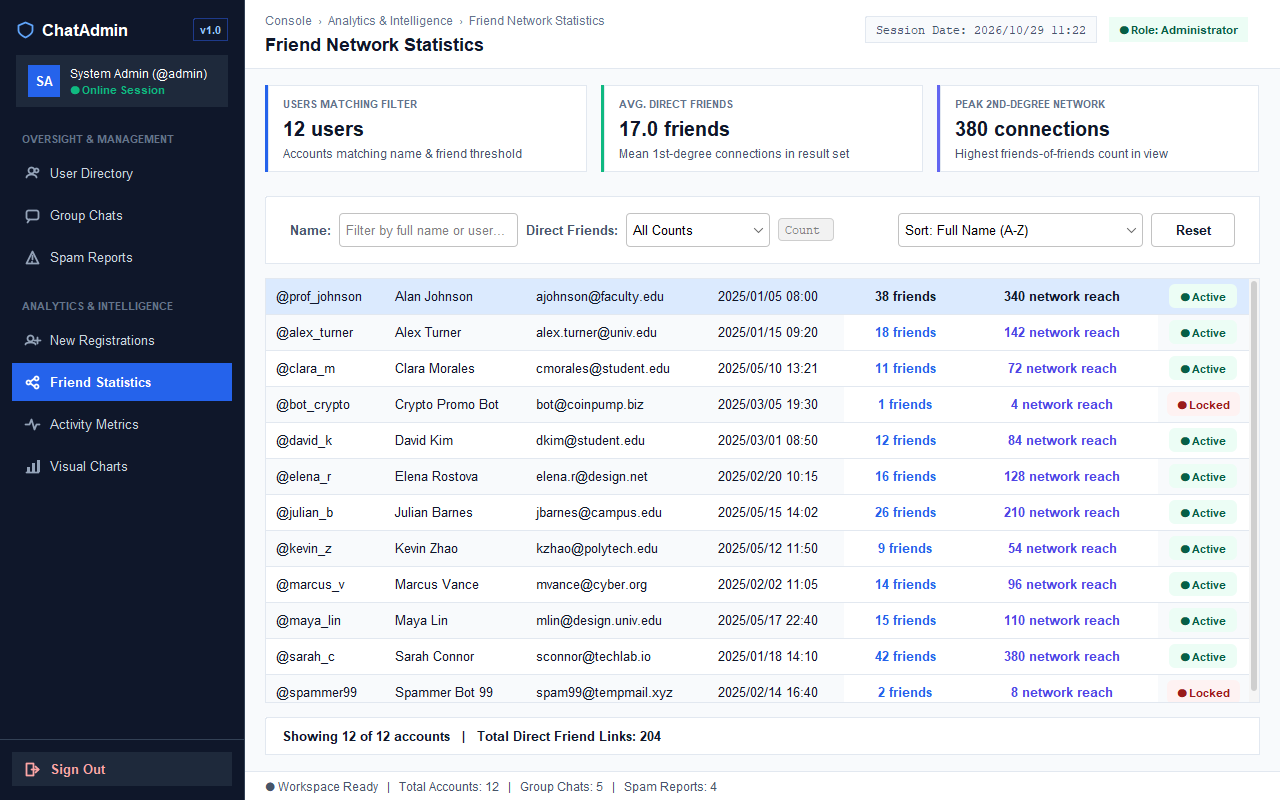 ChatAdmin
v1.0
SA
System Admin (@admin)
Online Session
OVERSIGHT & MANAGEMENT
User Directory
Group Chats
Spam Reports
ANALYTICS & INTELLIGENCE
New Registrations
Friend Statistics
Activity Metrics
Visual Charts
Sign Out
Console › Analytics & Intelligence › Friend Network Statistics
Friend Network Statistics
Session Date: 2026/10/29 11:22
Role: Administrator
USERS MATCHING FILTER
12 users
Accounts matching name & friend threshold
AVG. DIRECT FRIENDS
17.0 friends
Mean 1st-degree connections in result set
PEAK 2ND-DEGREE NETWORK
380 connections
Highest friends-of-friends count in view
Name: Filter by full name or user... Direct Friends: All Counts Count Sort: Full Name (A-Z) Reset
@prof_johnson Alan Johnson ajohnson@faculty.edu 2025/01/05 08:00 38 friends 340 network reach Active
@alex_turner Alex Turner alex.turner@univ.edu 2025/01/15 09:20 18 friends 142 network reach Active
@clara_m Clara Morales cmorales@student.edu 2025/05/10 13:21 11 friends 72 network reach Active
@bot_crypto Crypto Promo Bot bot@coinpump.biz 2025/03/05 19:30 1 friends 4 network reach Locked
@david_k David Kim dkim@student.edu 2025/03/01 08:50 12 friends 84 network reach Active
@elena_r Elena Rostova elena.r@design.net 2025/02/20 10:15 16 friends 128 network reach Active
@julian_b Julian Barnes jbarnes@campus.edu 2025/05/15 14:02 26 friends 210 network reach Active
@kevin_z Kevin Zhao kzhao@polytech.edu 2025/05/12 11:50 9 friends 54 network reach Active
@marcus_v Marcus Vance mvance@cyber.org 2025/02/02 11:05 14 friends 96 network reach Active
@maya_lin Maya Lin mlin@design.univ.edu 2025/05/17 22:40 15 friends 110 network reach Active
@sarah_c Sarah Connor sconnor@techlab.io 2025/01/18 14:10 42 friends 380 network reach Active
@spammer99 Spammer Bot 99 spam99@tempmail.xyz 2025/02/14 16:40 2 friends 8 network reach Locked
Showing 12 of 12 accounts | Total Direct Friend Links: 204
Workspace Ready | Total Accounts: 12 | Group Chats: 5 | Spam Reports: 4